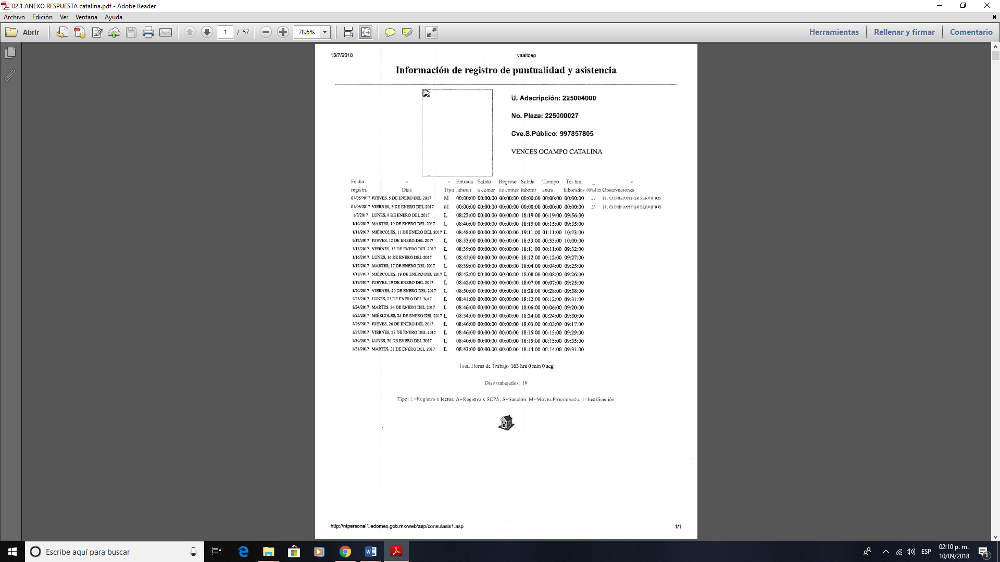 02.1 ANEXO RESPUESTA catalina.pdf - Adobe Reader
Archivo Edición Ver Ventana Ayuda
Abrir 1 / 57 78.6% Herramientas Rellenar y firmar Comentario
13/7/2018 vaaltdep
Información de registro de puntualidad y asistencia
U. Adscripción: 225004000
No. Plaza: 225000027
Cve.S.Público: 997857805
VENCES OCAMPO CATALINA
Fecha - - Entrada Salida Regreso Salida Tiempo Tot.hrs. _ -
registro Días Tipo laborar a comer de comer laborar extra laboradas #Folio Observaciones
01/05/2017 JUEVES, 5 DE ENERO DEL 2017 M 00:00:00 00:00:00 00:00:00 00:00:00 00:00:00 00:00:00 23 111 COMISION POR SERVICIOS
01/06/2017 VIERNES, 6 DE ENERO DEL 2017 M 00:00:00 00:00:00 00:00:00 00:00:00 00:00:00 00:00:00 23 111 COMISION POR SERVICIOS
1/9/2017 LUNES, 9 DE ENERO DEL 2017 L 08:23:00 00:00:00 00:00:00 18:19:00 00:19:00 09:56:00
1/10/2017 MARTES, 10 DE ENERO DEL 2017 L 08:40:00 00:00:00 00:00:00 18:15:00 00:15:00 09:35:00
1/11/2017 MIÉRCOLES, 11 DE ENERO DEL 2017 L 08:48:00 00:00:00 00:00:00 19:11:00 01:11:00 10:23:00
1/12/2017 JUEVES, 12 DE ENERO DEL 2017 L 08:33:00 00:00:00 00:00:00 18:33:00 00:33:00 10:00:00
1/13/2017 VIERNES, 13 DE ENERO DEL 2017 L 08:39:00 00:00:00 00:00:00 18:11:00 00:11:00 09:32:00
1/16/2017 LUNES, 16 DE ENERO DEL 2017 L 08:45:00 00:00:00 00:00:00 18:12:00 00:12:00 09:27:00
1/17/2017 MARTES, 17 DE ENERO DEL 2017 L 08:39:00 00:00:00 00:00:00 18:04:00 00:04:00 09:25:00
1/18/2017 MIÉRCOLES, 18 DE ENERO DEL 2017 L 08:42:00 00:00:00 00:00:00 18:08:00 00:08:00 09:26:00
1/19/2017 JUEVES, 19 DE ENERO DEL 2017 L 08:42:00 00:00:00 00:00:00 18:07:00 00:07:00 09:25:00
1/20/2017 VIERNES, 20 DE ENERO DEL 2017 L 08:50:00 00:00:00 00:00:00 18:28:00 00:28:00 09:38:00
1/23/2017 LUNES, 23 DE ENERO DEL 2017 L 08:41:00 00:00:00 00:00:00 18:12:00 00:12:00 09:31:00
1/24/2017 MARTES, 24 DE ENERO DEL 2017 L 08:46:00 00:00:00 00:00:00 18:06:00 00:06:00 09:20:00
1/25/2017 MIÉRCOLES, 25 DE ENERO DEL 2017 L 08:54:00 00:00:00 00:00:00 18:24:00 00:24:00 09:30:00
1/26/2017 JUEVES, 26 DE ENERO DEL 2017 L 08:46:00 00:00:00 00:00:00 18:03:00 00:03:00 09:17:00
1/27/2017 VIERNES, 27 DE ENERO DEL 2017 L 08:46:00 00:00:00 00:00:00 18:15:00 00:15:00 09:29:00
1/30/2017 LUNES, 30 DE ENERO DEL 2017 L 08:40:00 00:00:00 00:00:00 18:15:00 00:15:00 09:35:00
1/31/2017 MARTES, 31 DE ENERO DEL 2017 L 08:43:00 00:00:00 00:00:00 18:14:00 00:14:00 09:31:00
Total Horas de Trabajo 163 hrs 0 min 0 seg
Dias trabajados: 19
Tipo: L=Registro x lector, A=Registro x SCPA, S=Sanción, M=Movto.Programado, J=Justificación
http://ntpersonal1.edomex.gob.mx/web/asp/consulasis1.asp 1/1
Escribe aquí para buscar ESP 02:10 p. m.
10/09/2018 1